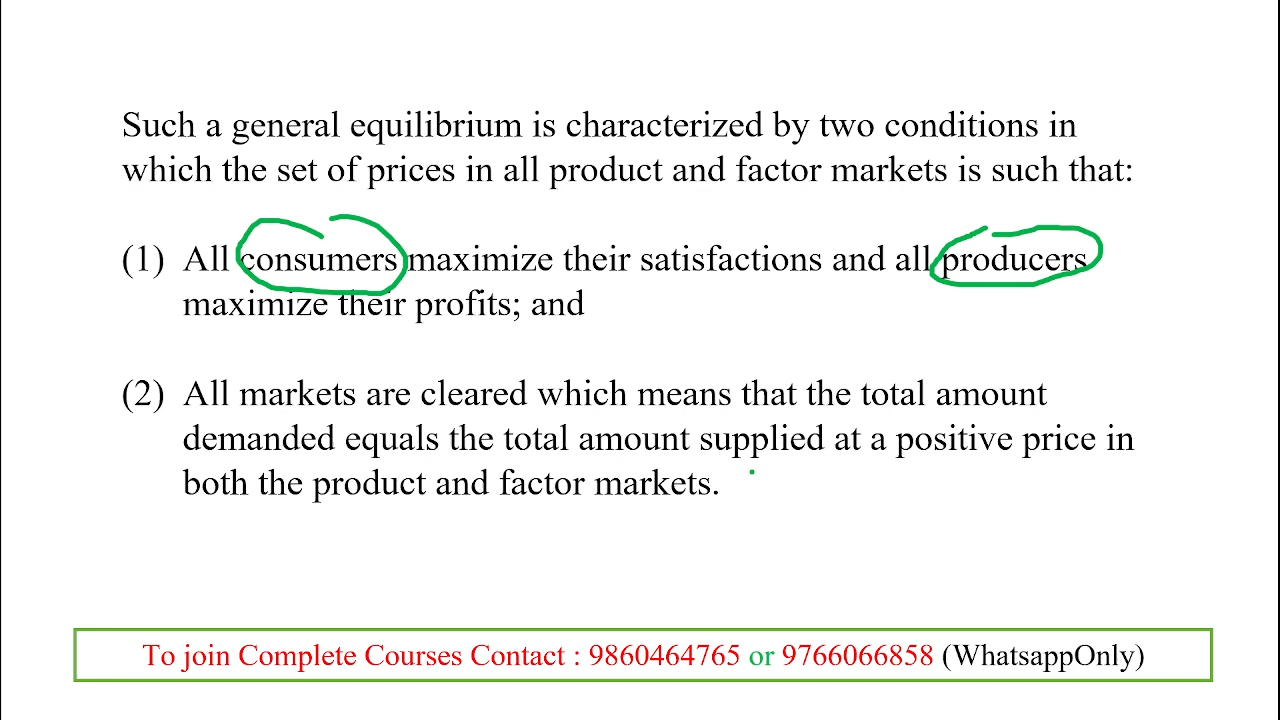 Such a general equilibrium is characterized by two conditions in
which the set of prices in all product and factor markets is such that:
(1) All consumers maximize their satisfactions and all producers
maximize their profits; and
(2) All markets are cleared which means that the total amount
demanded equals the total amount supplied at a positive price in
both the product and factor markets.
To join Complete Courses Contact : 9860464765 or 9766066858 (WhatsappOnly)